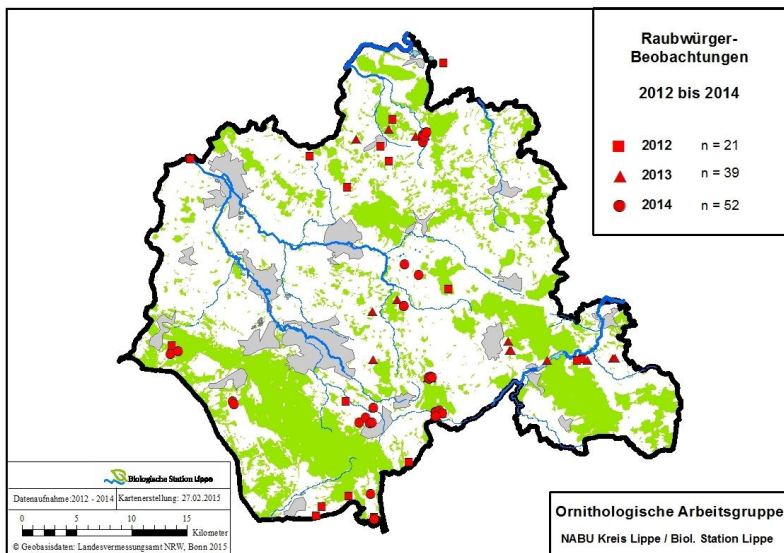 Raubwürger-
Beobachtungen
2012 bis 2014
2012 n = 21
2013 n = 39
2014 n = 52
Biologische Station Lippe
Datenaufnahme:2012 - 2014 Kartenerstellung: 27.02.2015
0 5 10 15
Kilometer
© Geobasisdaten: Landesvermessungsamt NRW, Bonn 2015
Ornithologische Arbeitsgruppe
NABU Kreis Lippe / Biol. Station Lippe